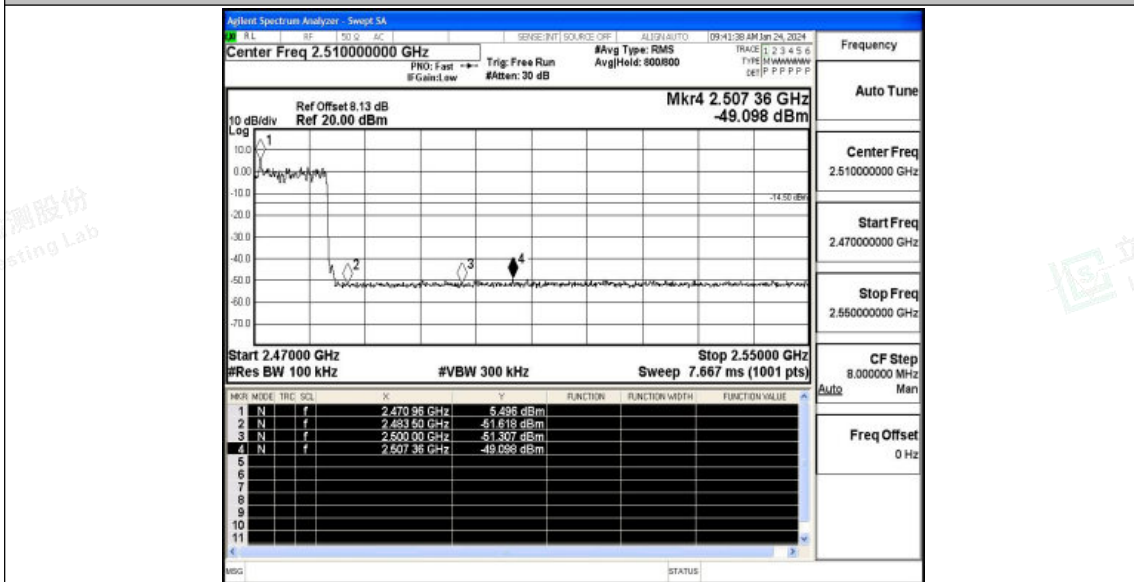 Agilent Spectrum Analyzer - Swept SA
RL RF 50 Ω AC SENSE:INT SOURCE OFF ALIGN AUTO 09:41:38 AM Jan 24, 2024
Center Freq 2.510000000 GHz
PNO: Fast
IFGain:Low
Trig: Free Run
#Atten: 30 dB
#Avg Type: RMS
Avg|Hold: 800/800
TRACE 1 2 3 4 5 6
TYPE M WWWWW
DET P P P P P P
Frequency
Auto Tune
Center Freq
2.510000000 GHz
Start Freq
2.470000000 GHz
Stop Freq
2.550000000 GHz
CF Step
8.000000 MHz
Auto Man
Freq Offset
0 Hz
Mkr4 2.507 36 GHz
-49.098 dBm
Ref Offset 8.13 dB
10 dB/div Ref 20.00 dBm
Log
10.0
0.00
-10.0
-20.0
-30.0
-40.0
-50.0
-60.0
-70.0
1
2
3
4
-14.50 dBm
Start 2.47000 GHz Stop 2.55000 GHz
#Res BW 100 kHz #VBW 300 kHz Sweep 7.667 ms (1001 pts)
MKR MODE TRC SCL X Y FUNCTION FUNCTION WIDTH FUNCTION VALUE
1 N f 2.470 96 GHz 5.496 dBm
2 N f 2.483 50 GHz -51.618 dBm
3 N f 2.500 00 GHz -51.307 dBm
4 N f 2.507 36 GHz -49.098 dBm
5
6
7
8
9
10
11
MSG STATUS
测股份
sting Lab
立